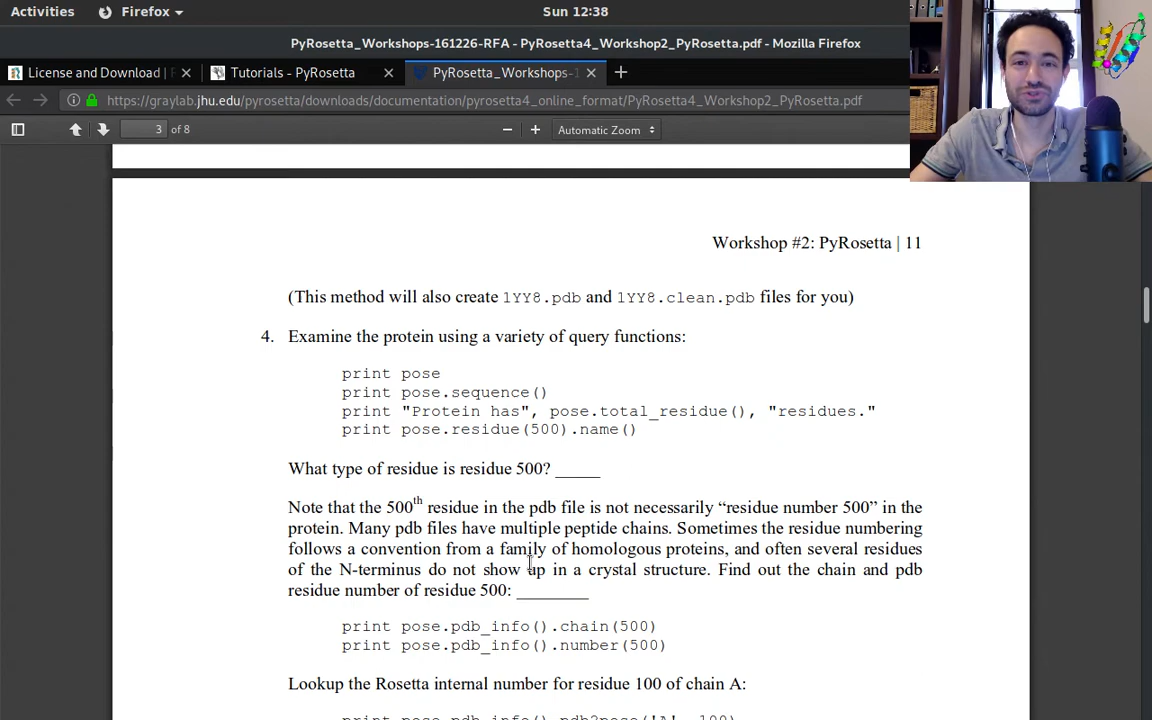 Activities
Firefox
Sun 12:38
PyRosetta_Workshops-161226-RFA - PyRosetta4_Workshop2_PyRosetta.pdf - Mozilla Firefox
License and Download | F
Tutorials - PyRosetta
PyRosetta_Workshops-1
https://graylab.jhu.edu/pyrosetta/downloads/documentation/pyrosetta4_online_format/PyRosetta4_Workshop2_PyRosetta.pdf
3 of 8
Automatic Zoom
Workshop #2: PyRosetta | 11
(This method will also create 1YY8.pdb and 1YY8.clean.pdb files for you)
4. Examine the protein using a variety of query functions:
print pose
print pose.sequence()
print "Protein has", pose.total_residue(), "residues."
print pose.residue(500).name()
What type of residue is residue 500? _____
Note that the 500th residue in the pdb file is not necessarily “residue number 500” in the
protein. Many pdb files have multiple peptide chains. Sometimes the residue numbering
follows a convention from a family of homologous proteins, and often several residues
of the N-terminus do not show up in a crystal structure. Find out the chain and pdb
residue number of residue 500: ________
print pose.pdb_info().chain(500)
print pose.pdb_info().number(500)
Lookup the Rosetta internal number for residue 100 of chain A:
print pose.pdb_info().pdb2pose('A', 100)